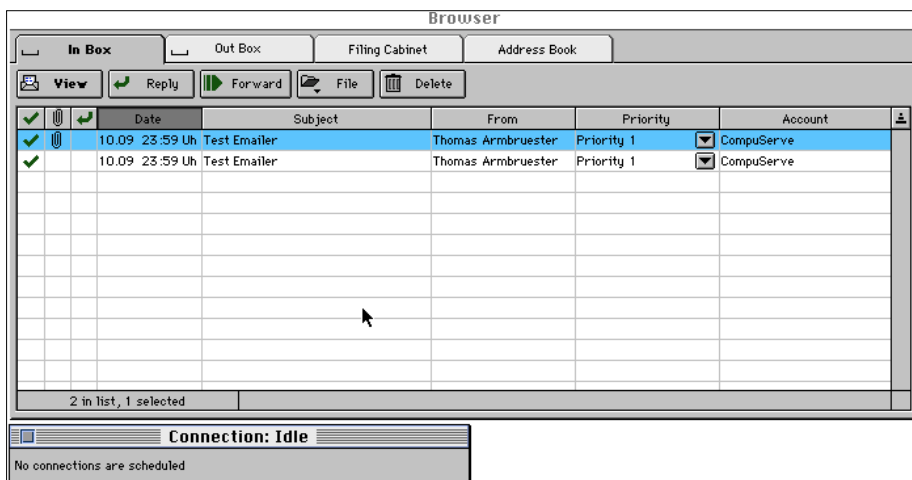 Browser
In Box Out Box Filing Cabinet Address Book
View Reply Forward File Delete
Date Subject From Priority Account
10.09 23:59 Uh Test Emailer Thomas Armbruester Priority 1 CompuServe
10.09 23:59 Uh Test Emailer Thomas Armbruester Priority 1 CompuServe
2 in list, 1 selected
Connection: Idle
No connections are scheduled